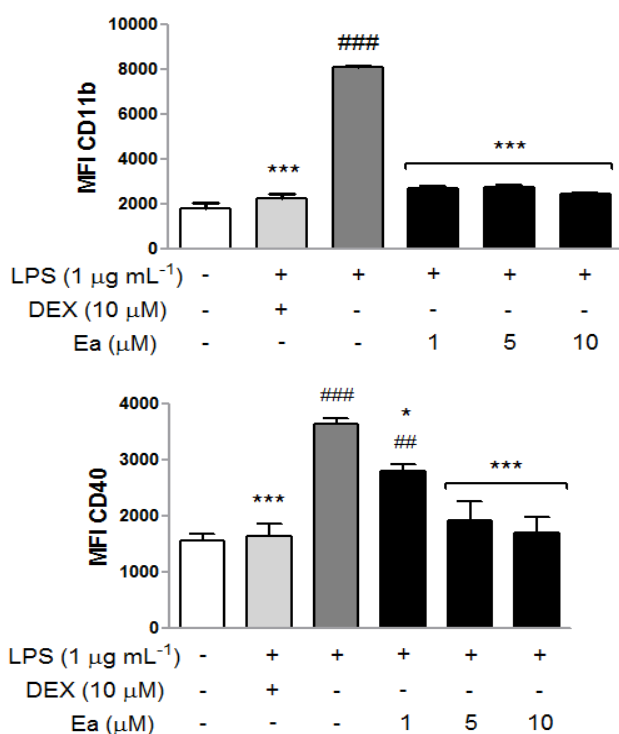 10000
###
8000
6000
***
***
4000
2000
0
MFI CD11b
LPS (1 µg mL-1) - + + + + +
DEX (10 µM) - + - - - -
Ea (µM) - - - 1 5 10
4000
###
*
##
3000
***
***
2000
1000
0
MFI CD40
LPS (1 µg mL-1) - + + + + +
DEX (10 µM) - + - - - -
Ea (µM) - - - 1 5 10